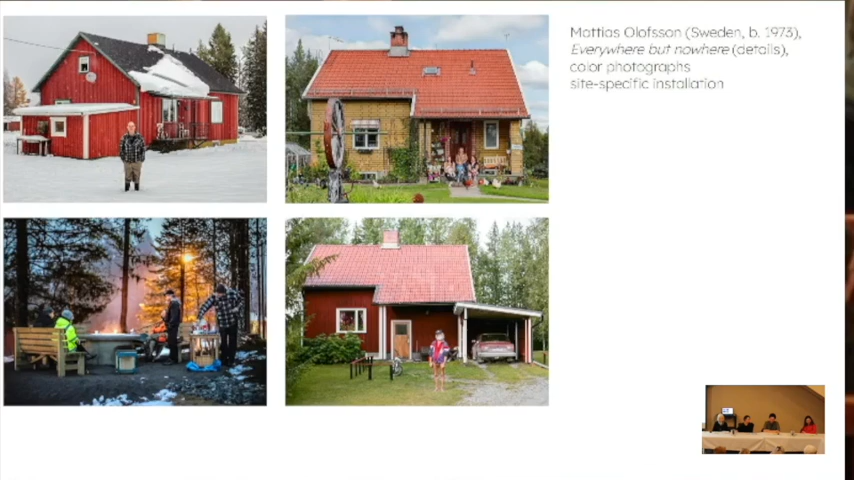 Mattias Olofsson (Sweden, b. 1973),
Everywhere but nowhere (details),
color photographs
site-specific installation